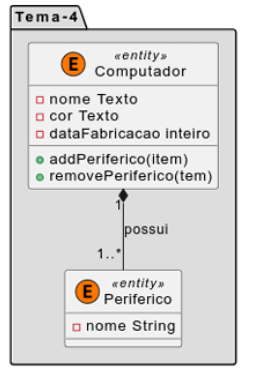 Tema-4
E
«entity»
Computador
nome Texto
cor Texto
dataFabricacao inteiro
addPeriferico(item)
removePeriferico(tem)
1
possui
1..*
E
«entity»
Periferico
nome String